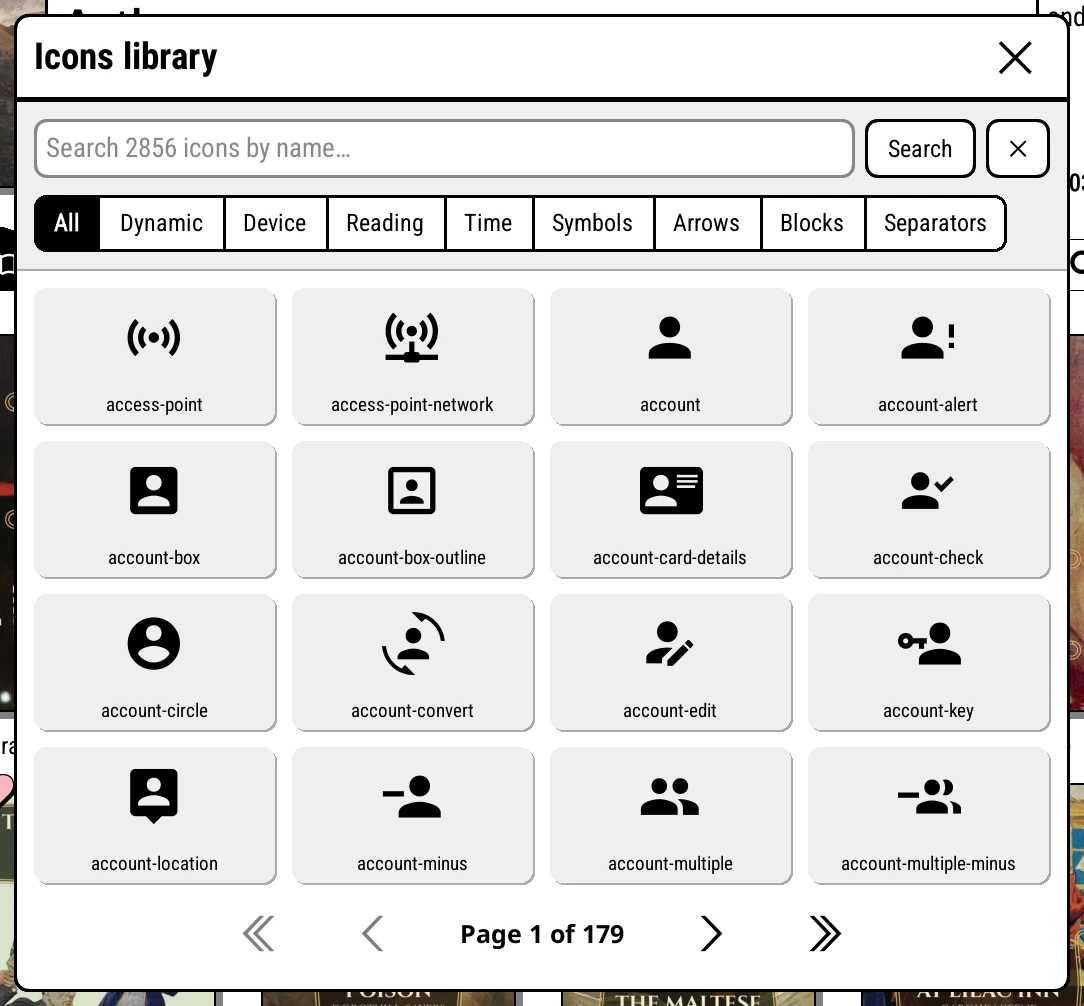 Icons library
Search 2856 icons by name...
Search
All Dynamic Device Reading Time Symbols Arrows Blocks Separators
access-point access-point-network account account-alert
account-box account-box-outline account-card-details account-check
account-circle account-convert account-edit account-key
account-location account-minus account-multiple account-multiple-minus
Page 1 of 179
POISON
THE MALTESE
AT LILAC INN